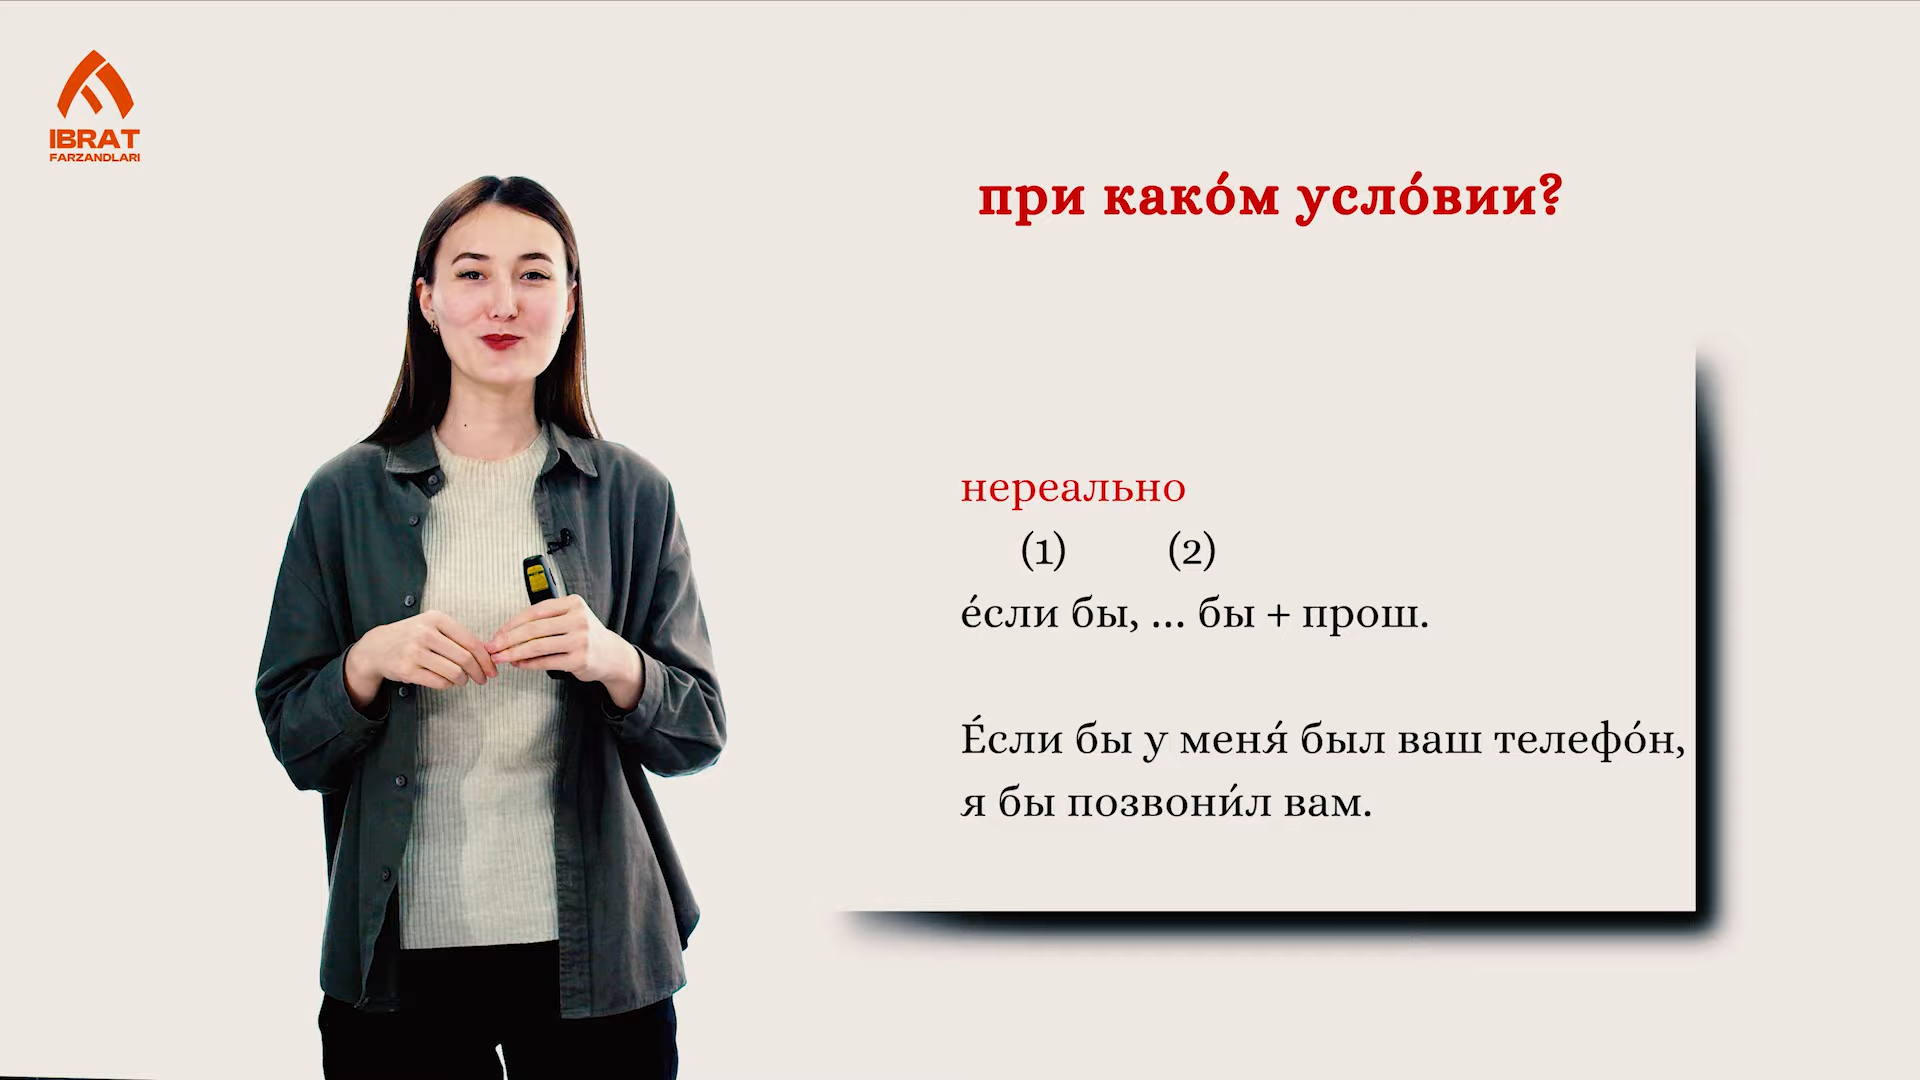 IBRAT
FARZANDLARI
при како́м усло́вии?
нереально
(1) (2)
е́сли бы, ... бы + прош.
Е́сли бы у меня́ был ваш телефо́н,
я бы позвони́л вам.